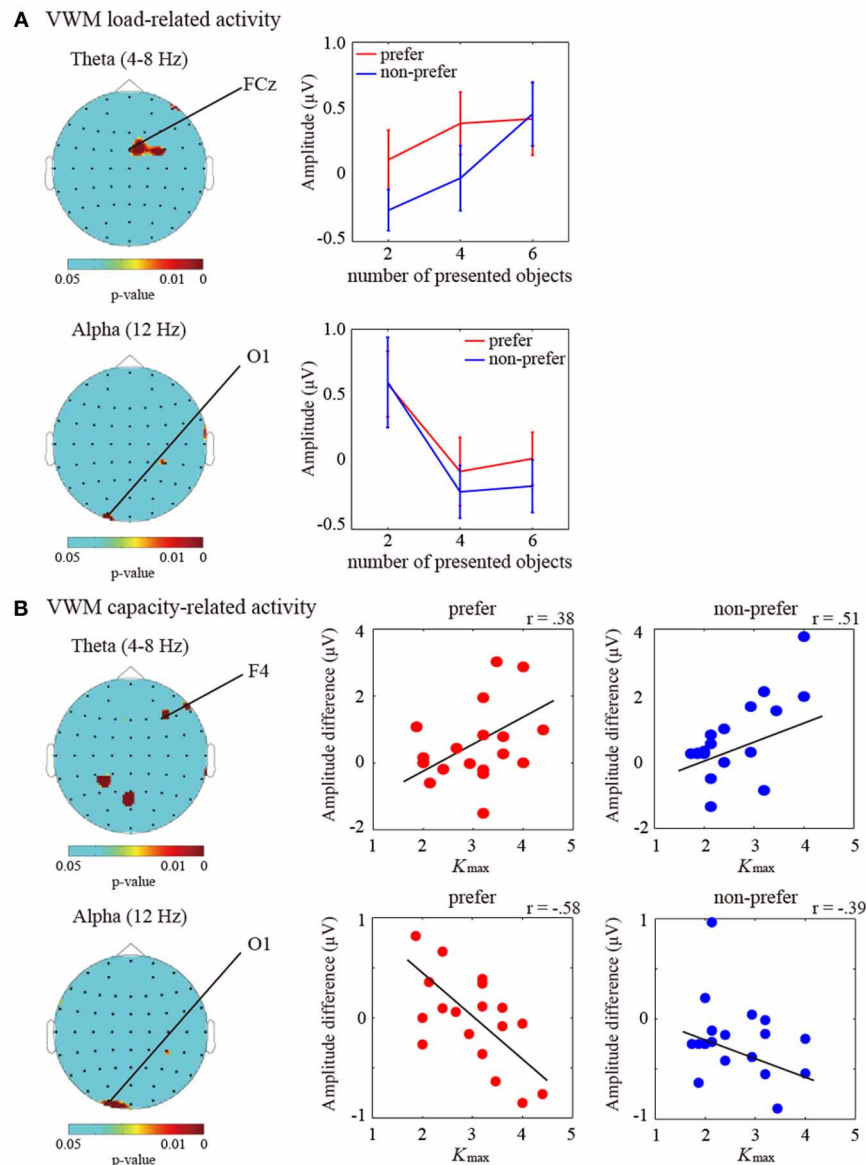 A VWM load-related activity
Theta (4-8 Hz)
FCz
0.05 0.01 0
p-value
1.0
0.5
0
-0.5
Amplitude (µV)
prefer
non-prefer
2 4 6
number of presented objects
Alpha (12 Hz)
O1
0.05 0.01 0
p-value
1.0
0.5
0
-0.5
Amplitude (µV)
prefer
non-prefer
2 4 6
number of presented objects
B VWM capacity-related activity
Theta (4-8 Hz)
F4
0.05 0.01 0
p-value
prefer
r = .38
4
2
0
-2
Amplitude difference (µV)
1 2 3 4 5
Kmax
non-prefer
r = .51
4
2
0
-2
Amplitude difference (µV)
1 2 3 4 5
Kmax
Alpha (12 Hz)
O1
0.05 0.01 0
p-value
prefer
r = -.58
1
0
-1
Amplitude difference (µV)
1 2 3 4 5
Kmax
non-prefer
r = -.39
1
0
-1
Amplitude difference (µV)
1 2 3 4 5
Kmax